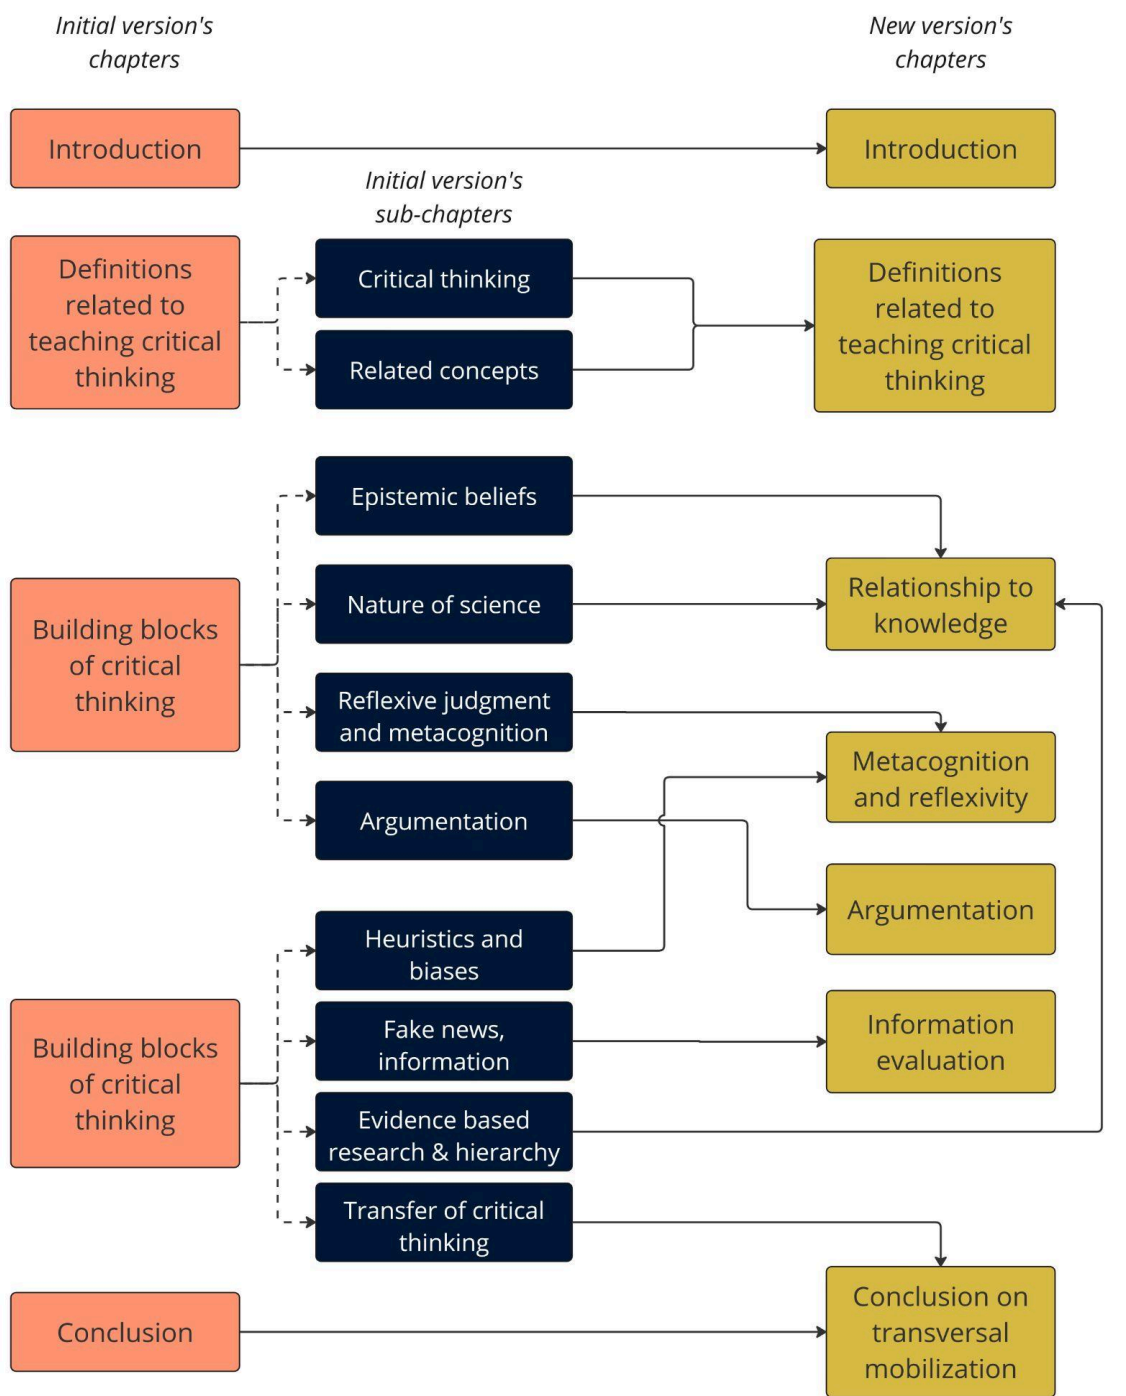 Initial version's
chapters
New version's
chapters
Introduction
Introduction
Initial version's
sub-chapters
Definitions
related to
teaching critical
thinking
Critical thinking
Related concepts
Definitions
related to
teaching critical
thinking
Building blocks
of critical
thinking
Epistemic beliefs
Nature of science
Reflexive judgment
and metacognition
Argumentation
Relationship to
knowledge
Metacognition
and reflexivity
Argumentation
Building blocks
of critical
thinking
Heuristics and
biases
Fake news,
information
Evidence based
research & hierarchy
Transfer of critical
thinking
Information
evaluation
Conclusion
Conclusion on
transversal
mobilization